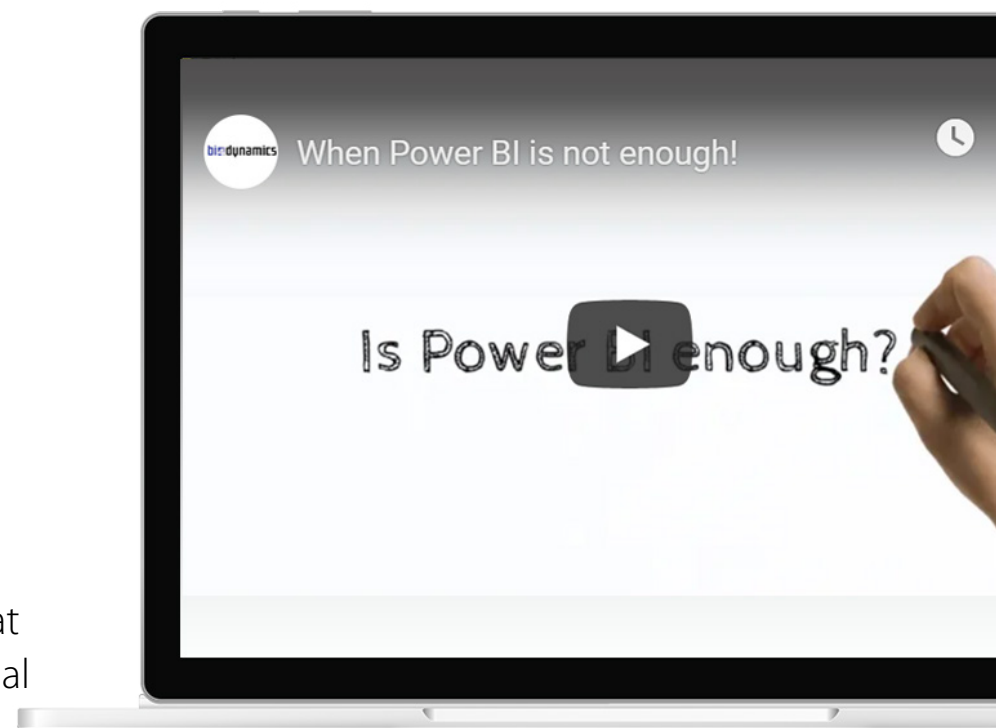 bi4dynamics
When Power BI is not enough!
Is Power BI enough?
at
al